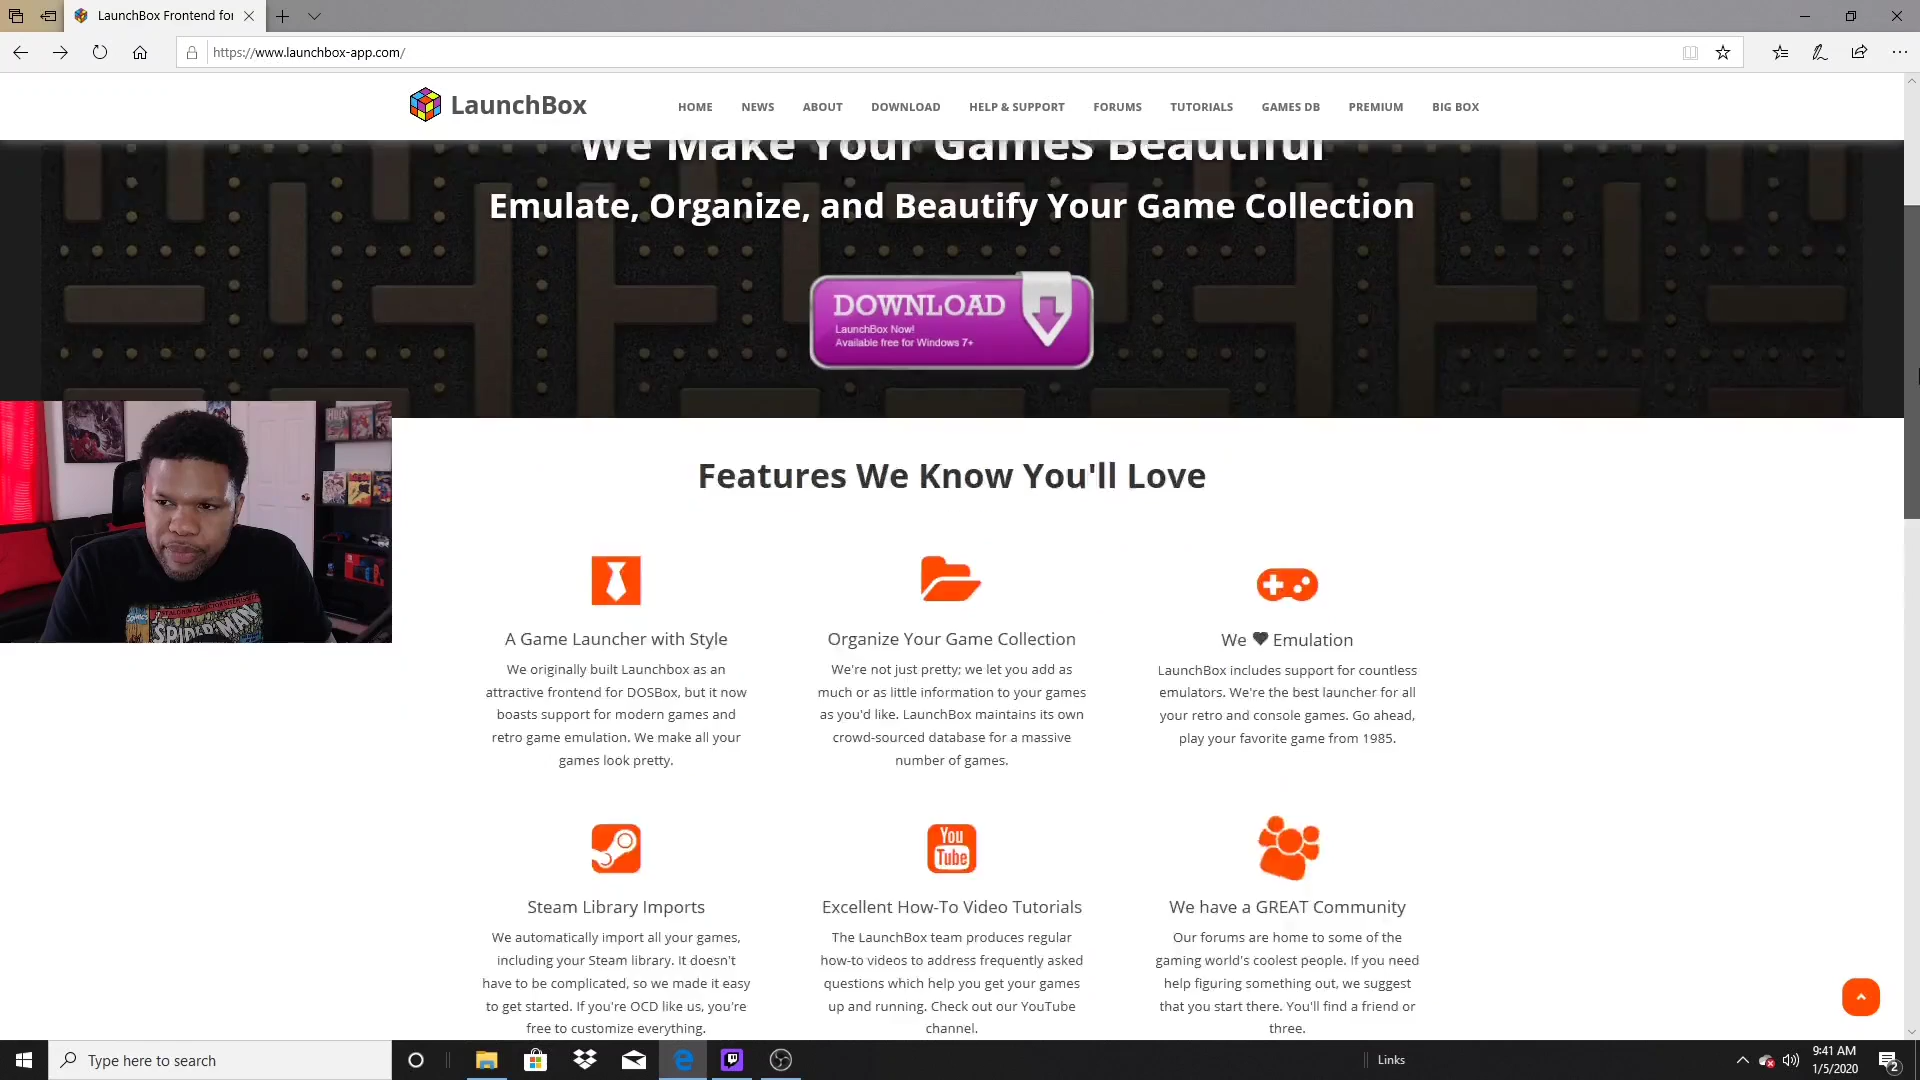 LaunchBox Frontend for
https://www.launchbox-app.com/
LaunchBox
HOME NEWS ABOUT DOWNLOAD HELP & SUPPORT FORUMS TUTORIALS GAMES DB PREMIUM BIG BOX
We Make Your Games Beautiful
Emulate, Organize, and Beautify Your Game Collection
DOWNLOAD
LaunchBox Now!
Available free for Windows 7+
HULK
Features We Know You'll Love
A Game Launcher with Style
We originally built Launchbox as an
attractive frontend for DOSBox, but it now
boasts support for modern games and
retro game emulation. We make all your
games look pretty.
Organize Your Game Collection
We're not just pretty; we let you add as
much or as little information to your games
as you'd like. LaunchBox maintains its own
crowd-sourced database for a massive
number of games.
We ♥ Emulation
LaunchBox includes support for countless
emulators. We're the best launcher for all
your retro and console games. Go ahead,
play your favorite game from 1985.
SPIDER-MAN
Steam Library Imports
We automatically import all your games,
including your Steam library. It doesn't
have to be complicated, so we made it easy
to get started. If you're OCD like us, you're
free to customize everything.
You
Tube
Excellent How-To Video Tutorials
The LaunchBox team produces regular
how-to videos to address frequently asked
questions which help you get your games
up and running. Check out our YouTube
channel.
We have a GREAT Community
Our forums are home to some of the
gaming world's coolest people. If you need
help figuring something out, we suggest
that you start there. You'll find a friend or
three.
Type here to search
Links
9:41 AM
1/5/2020
2